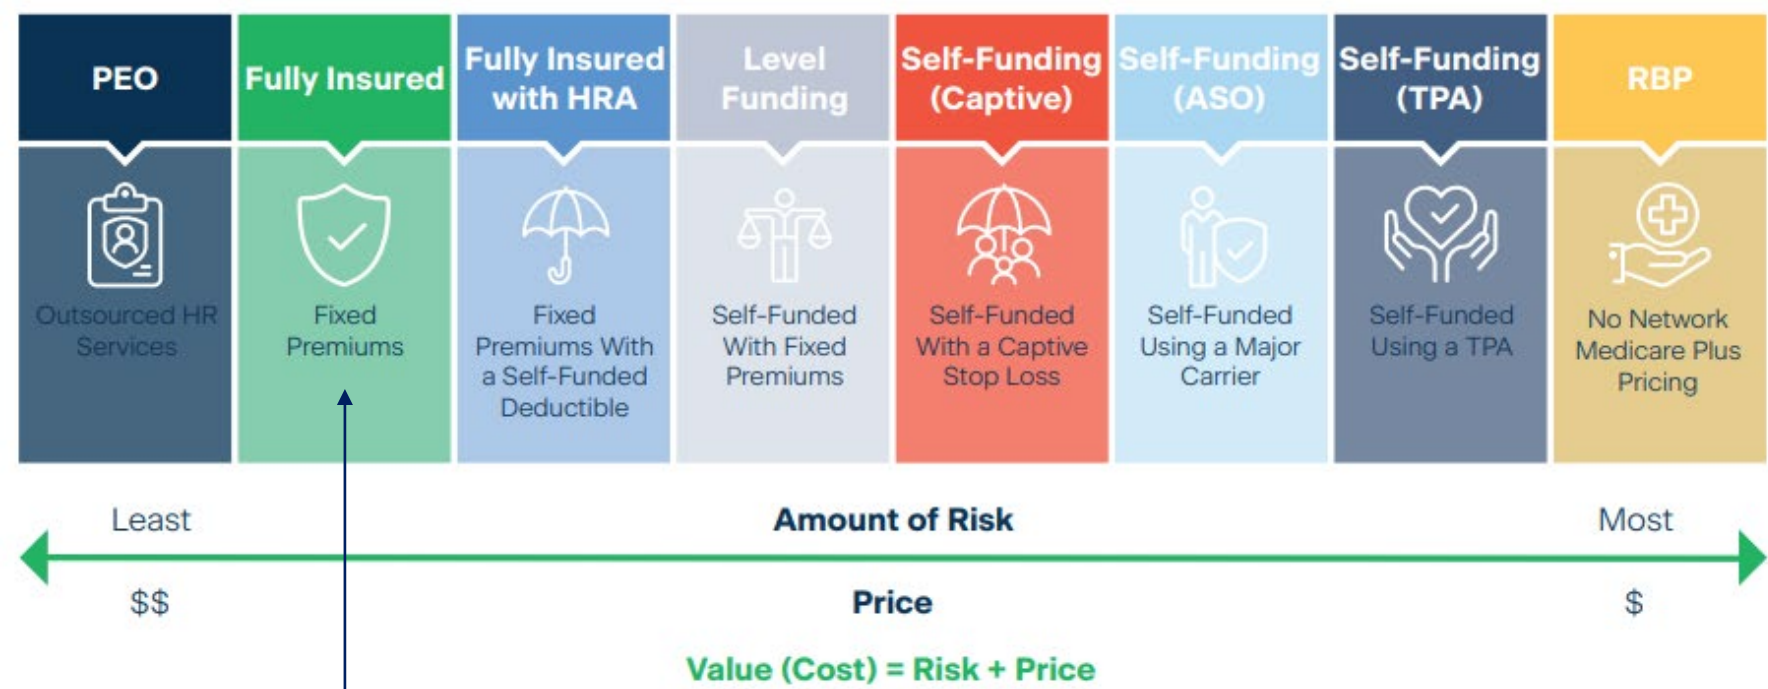 PEO
Outsourced HR
Services
Fully Insured
Fixed
Premiums
Fully Insured
with HRA
Fixed
Premiums With
a Self-Funded
Deductible
Level
Funding
Self-Funded
With Fixed
Premiums
Self-Funding
(Captive)
Self-Funded
With a Captive
Stop Loss
Self-Funding
(ASO)
Self-Funded
Using a Major
Carrier
Self-Funding
(TPA)
Self-Funded
Using a TPA
RBP
No Network
Medicare Plus
Pricing
Least
Amount of Risk
Most
$$
Price
$
Value (Cost) = Risk + Price